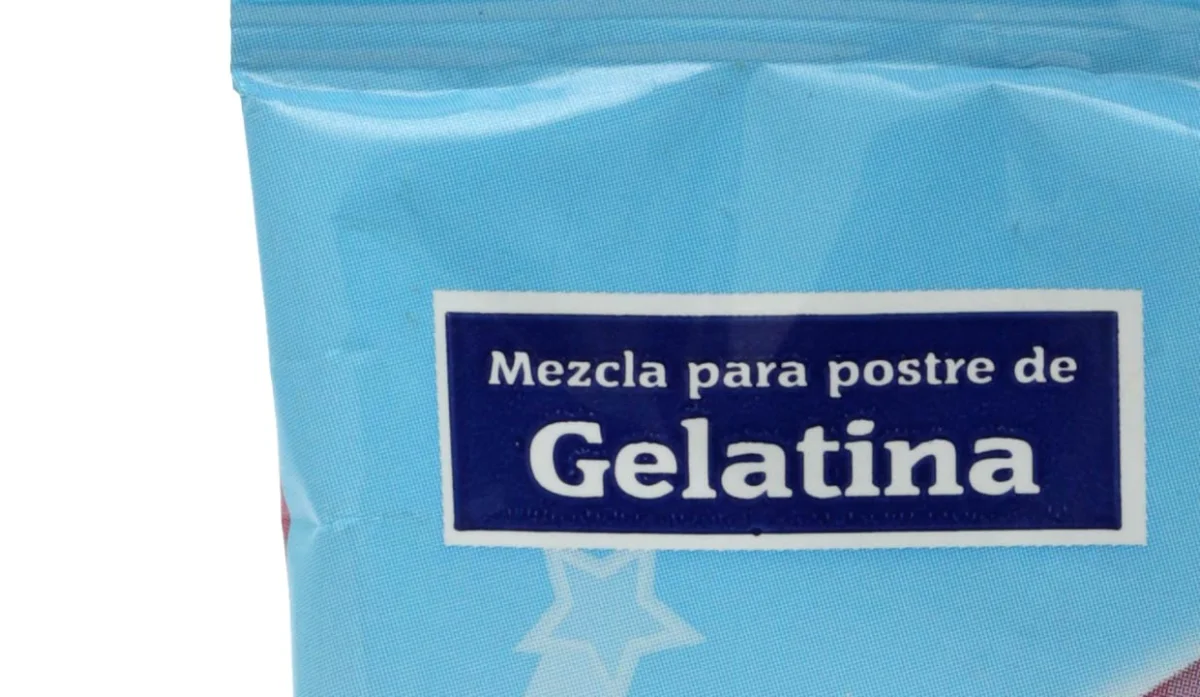 Mezcla para postre de
Gelatina